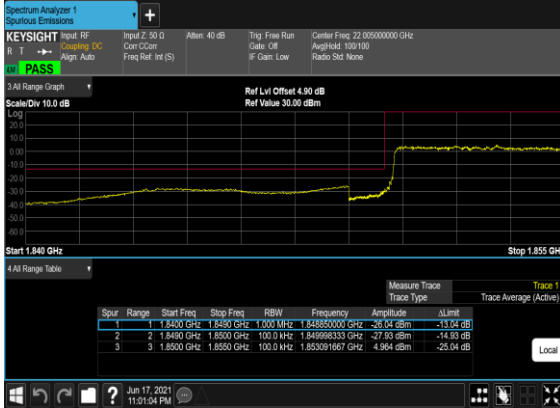 Spectrum Analyzer 1
Spurious Emissions
+
KEYSIGHT Input: RF Input Z: 50 Ω Atten: 40 dB Trig: Free Run Center Freq: 22.005000000 GHz
R T Coupling: DC Corr CCorr Gate: Off Avg|Hold: 100/100
Align: Auto Freq Ref: Int (S) IF Gain: Low Radio Std: None
PASS
3 All Range Graph
Ref Lvl Offset 4.90 dB
Scale/Div 10.0 dB Ref Value 30.00 dBm
Log
20.0
10.0
0.00
-10.0
-20.0
-30.0
-40.0
-50.0
-60.0
Start 1.840 GHz Stop 1.855 GH
4 All Range Table
Measure Trace Trace 1
Trace Type Trace Average (Active)
Spur Range Start Freq Stop Freq RBW Frequency Amplitude ΔLimit
1 1 1.8400 GHz 1.8490 GHz 1.000 MHz 1.848850000 GHz -26.04 dBm -13.04 dB
2 2 1.8490 GHz 1.8500 GHz 100.0 kHz 1.849998333 GHz -27.93 dBm -14.93 dB
3 3 1.8500 GHz 1.8550 GHz 100.0 kHz 1.853091667 GHz 4.964 dBm -25.04 dB
Local
? Jun 17, 2021
11:01:04 PM